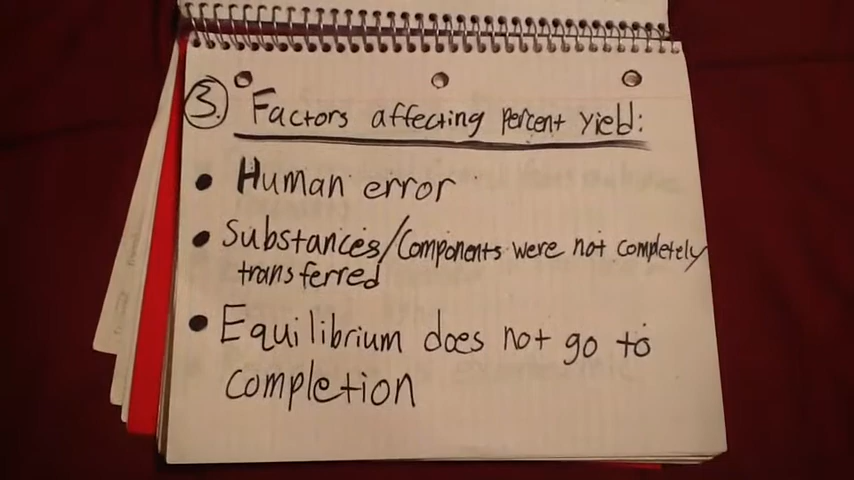 3. Factors affecting percent yield:
• Human error
• Substances/Components were not completely
transferred
• Equilibrium does not go to
completion